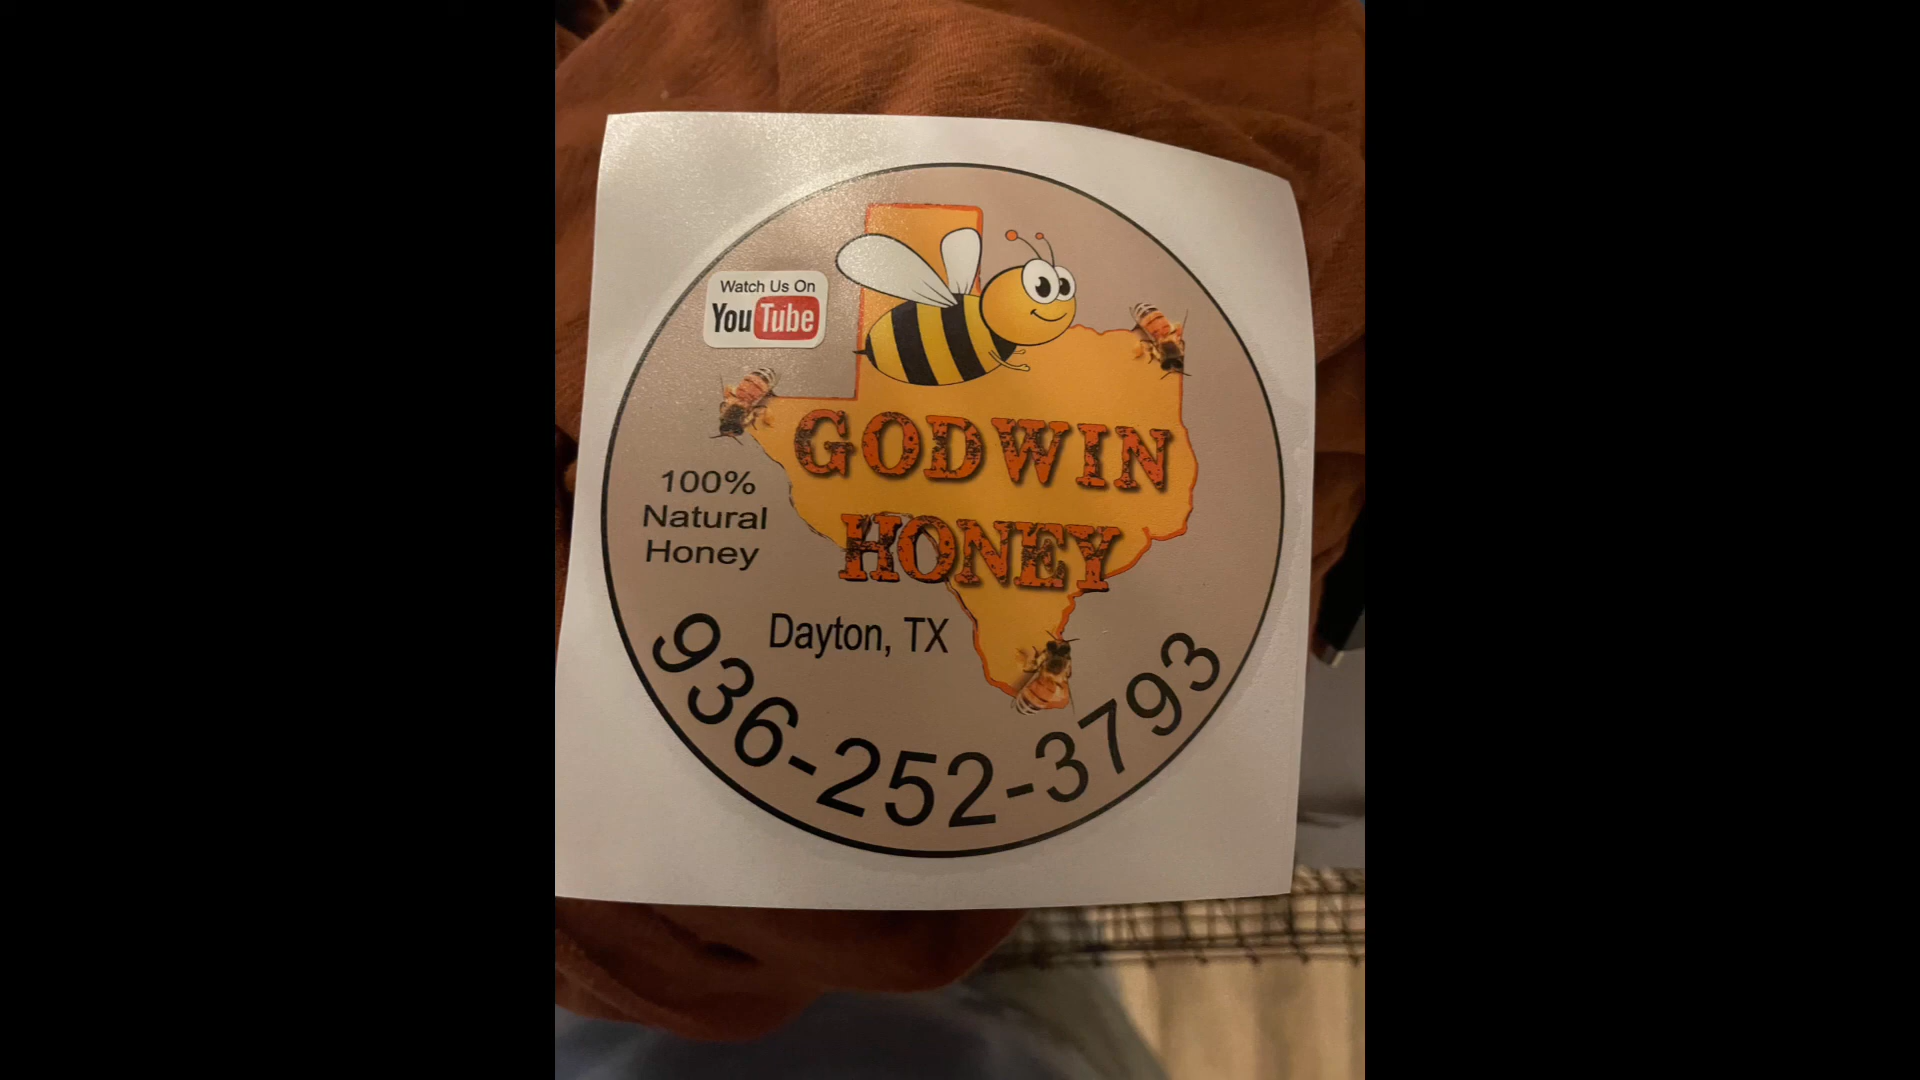 Watch Us On
YouTube
GODWIN
HONEY
100%
Natural
Honey
Dayton, TX
936-252-3793